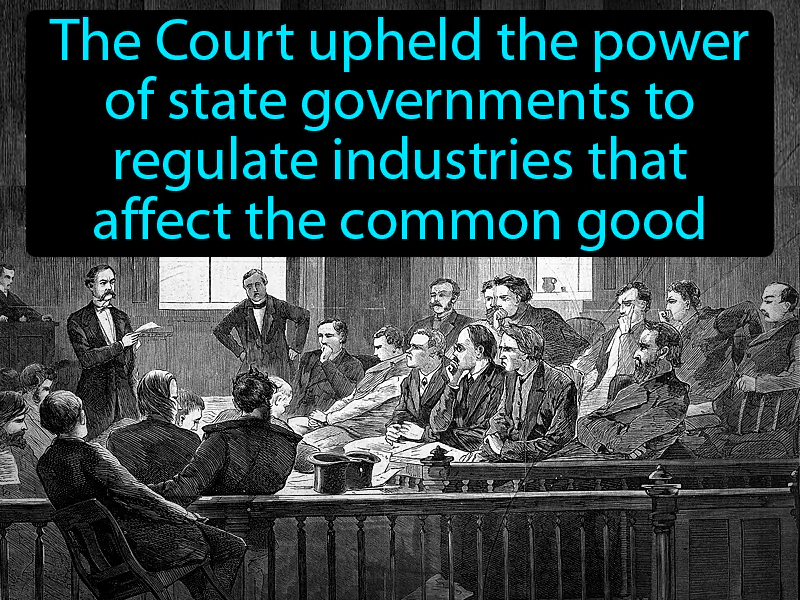 The Court upheld the power
of state governments to
regulate industries that
affect the common good